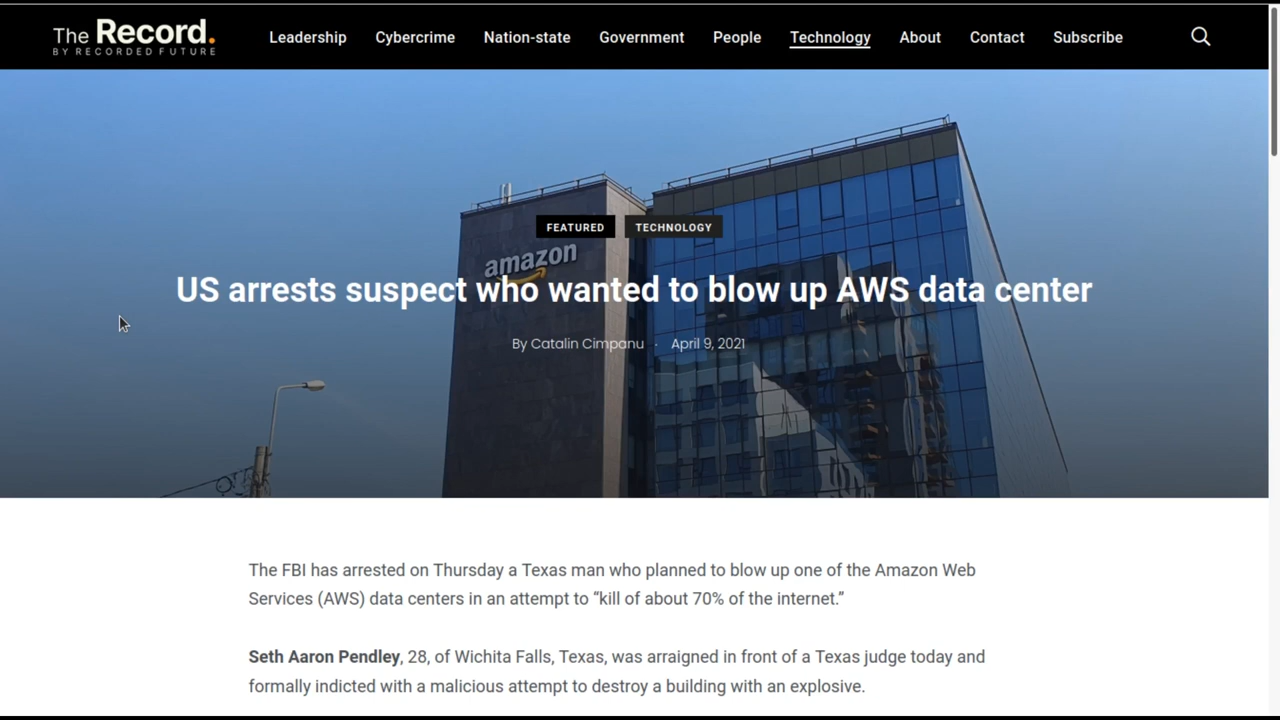 The Record.
BY RECORDED FUTURE
Leadership Cybercrime Nation-state Government People Technology About Contact Subscribe
FEATURED TECHNOLOGY
amazon
US arrests suspect who wanted to blow up AWS data center
By Catalin Cimpanu · April 9, 2021
The FBI has arrested on Thursday a Texas man who planned to blow up one of the Amazon Web
Services (AWS) data centers in an attempt to “kill of about 70% of the internet.”
Seth Aaron Pendley, 28, of Wichita Falls, Texas, was arraigned in front of a Texas judge today and
formally indicted with a malicious attempt to destroy a building with an explosive.